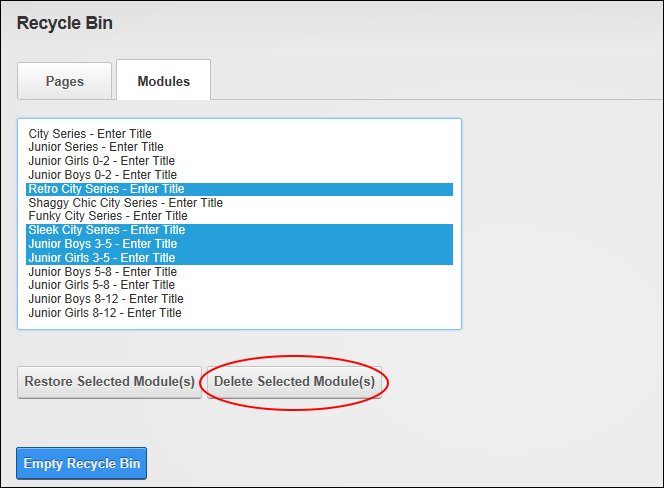 Recycle Bin
Pages
Modules
City Series - Enter Title
Junior Series - Enter Title
Junior Girls 0-2 - Enter Title
Junior Boys 0-2 - Enter Title
Retro City Series - Enter Title
Shaggy Chic City Series - Enter Title
Funky City Series - Enter Title
Sleek City Series - Enter Title
Junior Boys 3-5 - Enter Title
Junior Girls 3-5 - Enter Title
Junior Boys 5-8 - Enter Title
Junior Girls 5-8 - Enter Title
Junior Boys 8-12 - Enter Title
Junior Girls 8-12 - Enter Title
Restore Selected Module(s)
Delete Selected Module(s)
Empty Recycle Bin